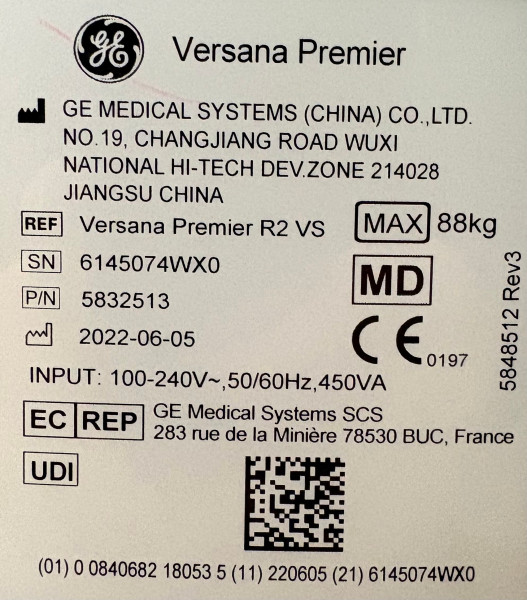 GE
Versana Premier
GE MEDICAL SYSTEMS (CHINA) CO.,LTD.
NO.19, CHANGJIANG ROAD WUXI
NATIONAL HI-TECH DEV.ZONE 214028
JIANGSU CHINA
REF Versana Premier R2 VS
MAX 88kg
SN 6145074WX0
MD
P/N 5832513
2022-06-05
CE 0197
5848512 Rev3
INPUT: 100-240V~,50/60Hz,450VA
EC REP GE Medical Systems SCS
283 rue de la Minière 78530 BUC, France
UDI
(01) 0 0840682 18053 5 (11) 220605 (21) 6145074WX0